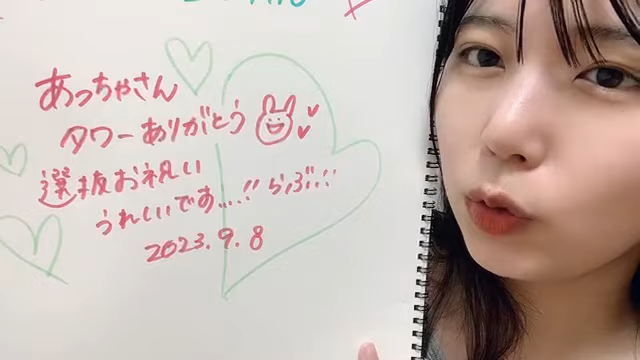 あっちゃさん
タワーありがとう
選抜お祝い
うれしいです....!! らぶ!!
2023.9.8